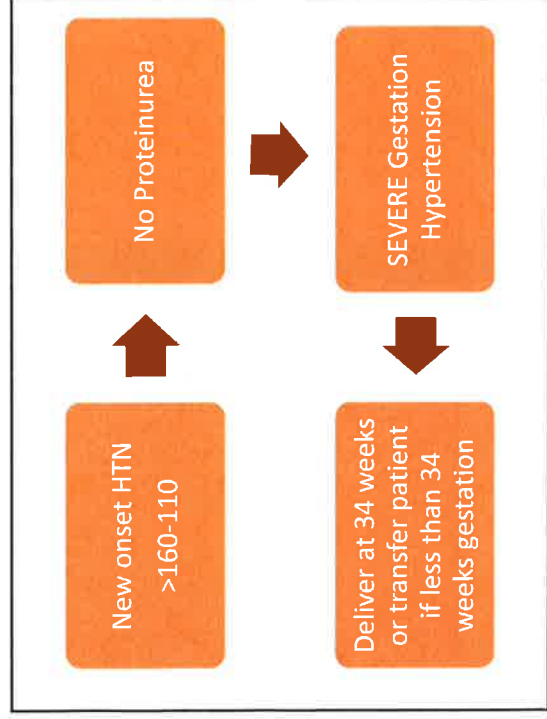 New onset HTN
>160-110
No Proteinurea
SEVERE Gestation
Hypertension
Deliver at 34 weeks
or transfer patient
if less than 34
weeks gestation